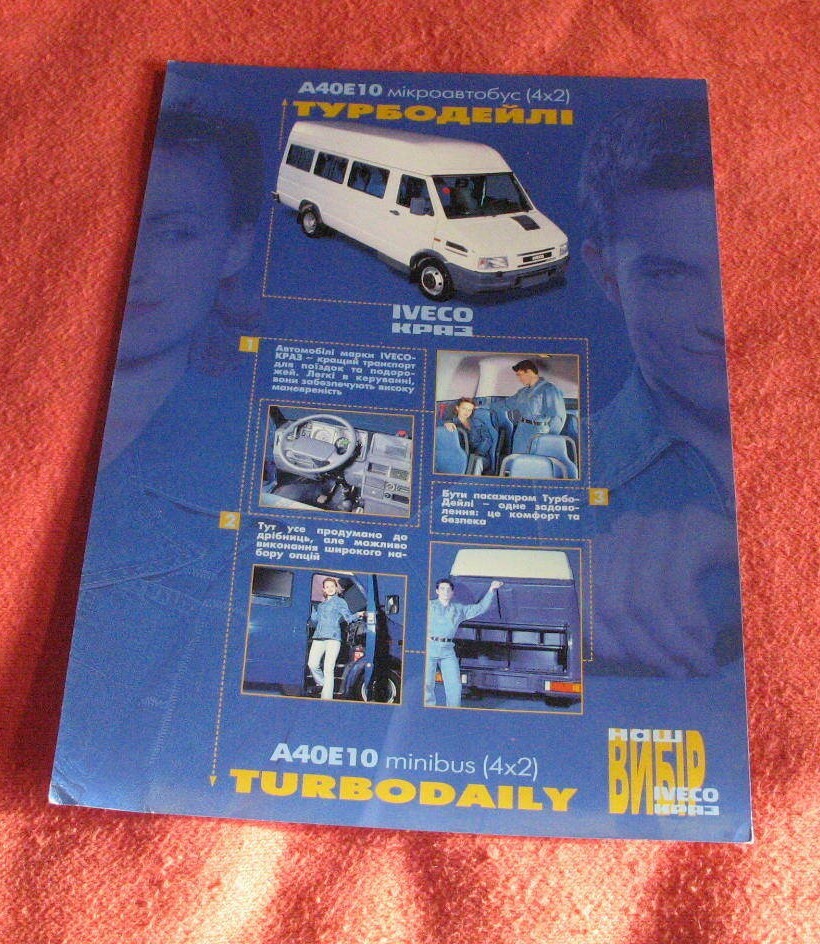 A40E10 мікроавтобус (4x2)
ТУРБОДЕЙЛІ
IVECO
IVECO
КРАЗ
1
Автомобілі марки IVECO-
КРАЗ – кращий транспорт
для поїздок та подоро-
жей. Легкі в керуванні,
вони забезпечують високу
маневреність
Бути пасажиром Турбо-
Дейлі – одне задово-
лення: це комфорт та
безпека
3
2
Тут усе продумано до
дрібниць, але можливо
виконання широкого на-
бору опцій
A40E10 minibus (4x2)
TURBODAILY
НАШ
ВИБІР
IVECO
КРАЗ